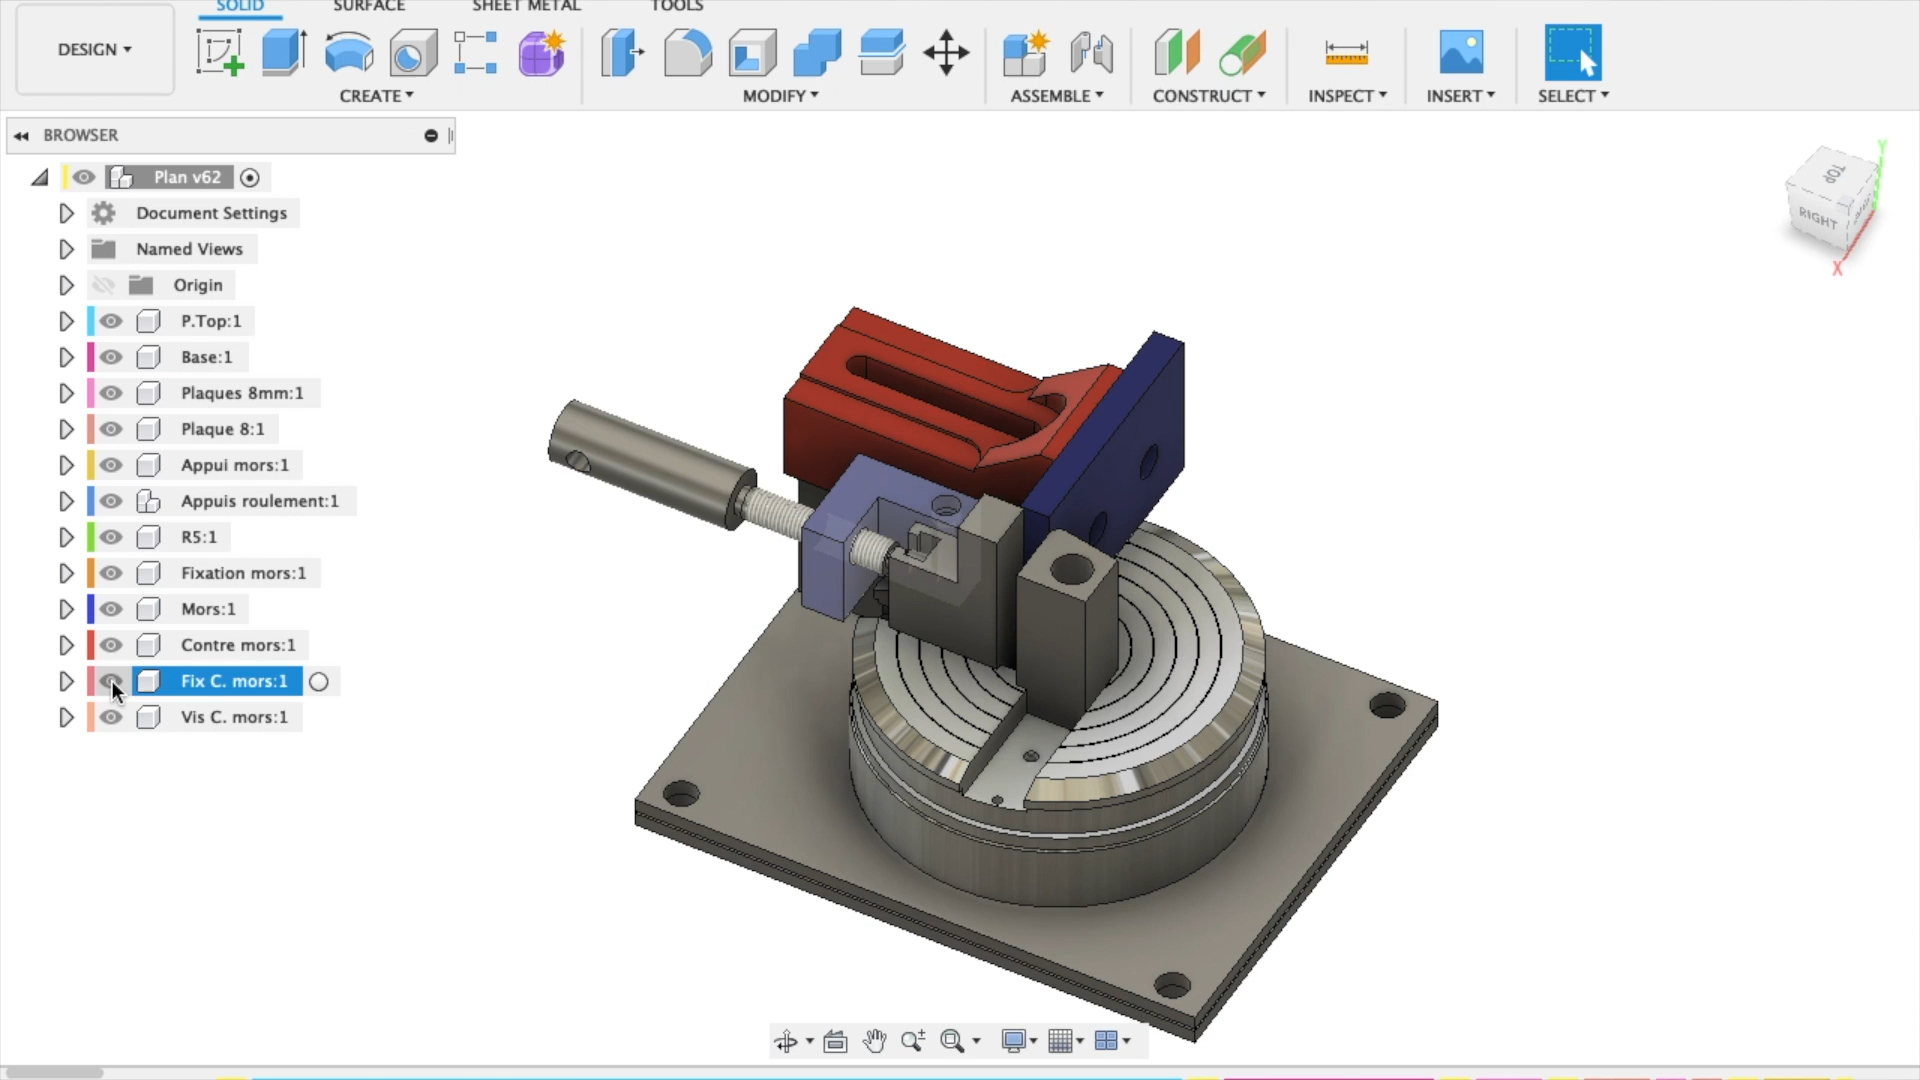 SOLID SURFACE SHEET METAL TOOLS
DESIGN
CREATE MODIFY ASSEMBLE CONSTRUCT INSPECT INSERT SELECT
BROWSER
Plan v62
Document Settings
Named Views
Origin
P.Top:1
Base:1
Plaques 8mm:1
Plaque 8:1
Appui mors:1
Appuis roulement:1
R5:1
Fixation mors:1
Mors:1
Contre mors:1
Fix C. mors:1
Vis C. mors:1
Y
TOP
RIGHT
X